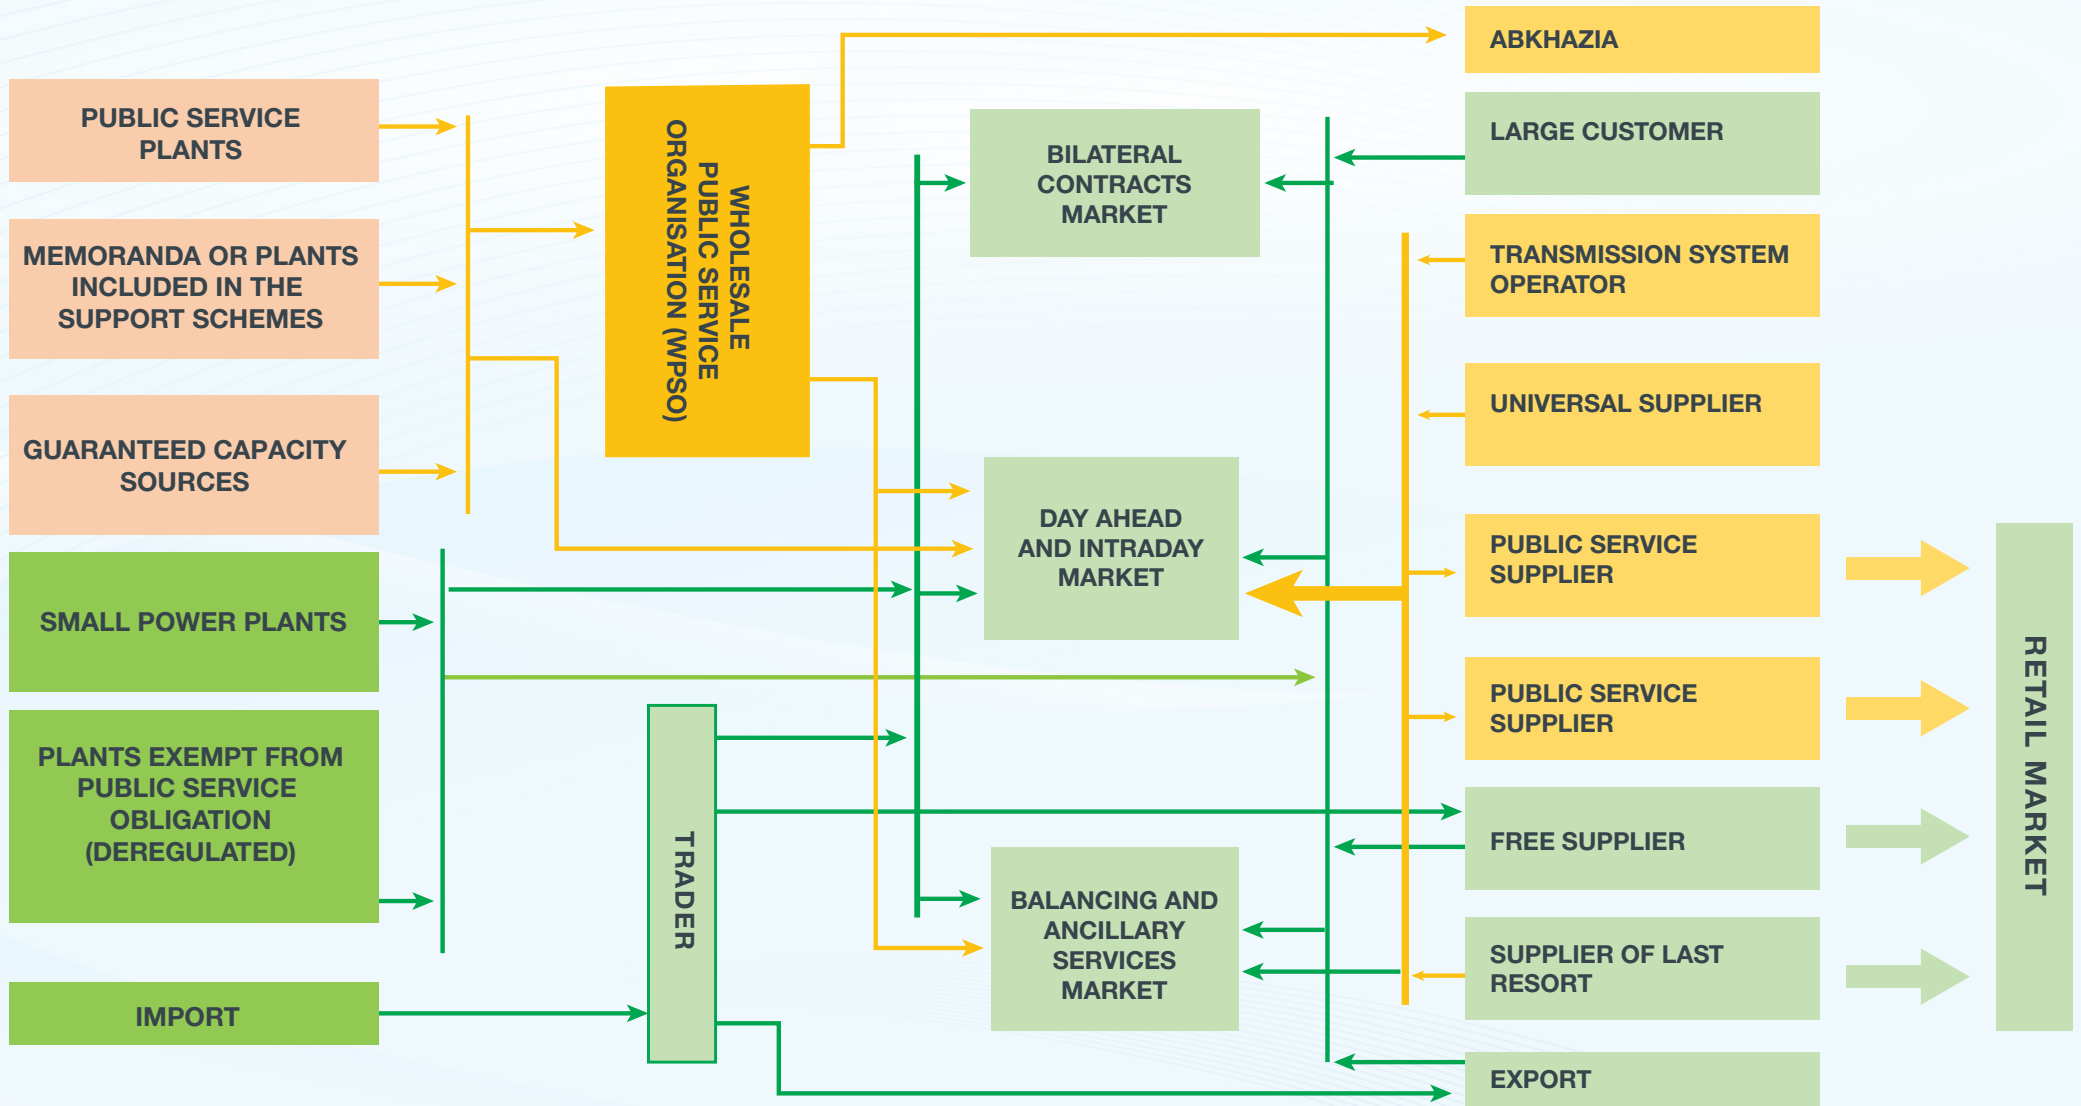 PUBLIC SERVICE
PLANTS
MEMORANDA OR PLANTS
INCLUDED IN THE
SUPPORT SCHEMES
GUARANTEED CAPACITY
SOURCES
SMALL POWER PLANTS
PLANTS EXEMPT FROM
PUBLIC SERVICE
OBLIGATION
(DEREGULATED)
IMPORT
WHOLESALE
PUBLIC SERVICE
ORGANISATION (WPSO)
TRADER
BILATERAL
CONTRACTS
MARKET
DAY AHEAD
AND INTRADAY
MARKET
BALANCING AND
ANCILLARY
SERVICES
MARKET
ABKHAZIA
LARGE CUSTOMER
TRANSMISSION SYSTEM
OPERATOR
UNIVERSAL SUPPLIER
PUBLIC SERVICE
SUPPLIER
PUBLIC SERVICE
SUPPLIER
FREE SUPPLIER
SUPPLIER OF LAST
RESORT
EXPORT
RETAIL MARKET